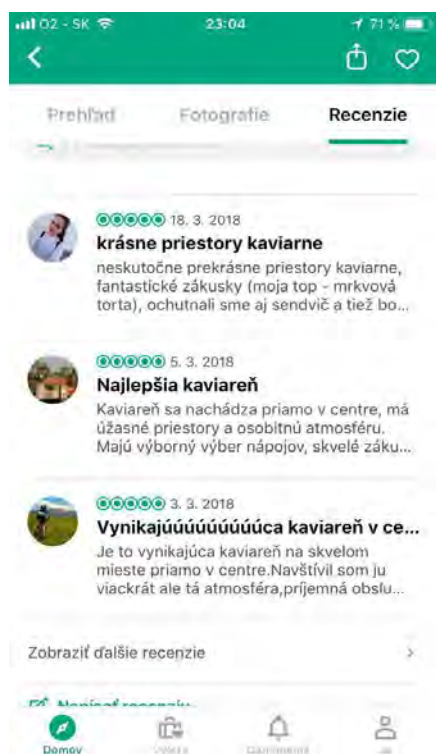 O2 - SK 23:04 71 %
Prehľad Fotografie Recenzie
18. 3. 2018
krásne priestory kaviarne
neskutočne prekrásne priestory kaviarne,
fantastické zákusky (moja top - mrkvová
torta), ochutnali sme aj sendvič a tiež bo...
5. 3. 2018
Najlepšia kaviareň
Kaviareň sa nachádza priamo v centre, má
úžasné priestory a osobitnú atmosféru.
Majú výborný výber nápojov, skvelé záku...
3. 3. 2018
Vynikajúúúúúúúúúúca kaviareň v ce...
Je to vynikajúca kaviareň na skvelom
mieste priamo v centre.Navštívil som ju
viackrát ale tá atmosféra,príjemná obslu...
Zobraziť ďalšie recenzie
Napísať recenziu
Domov